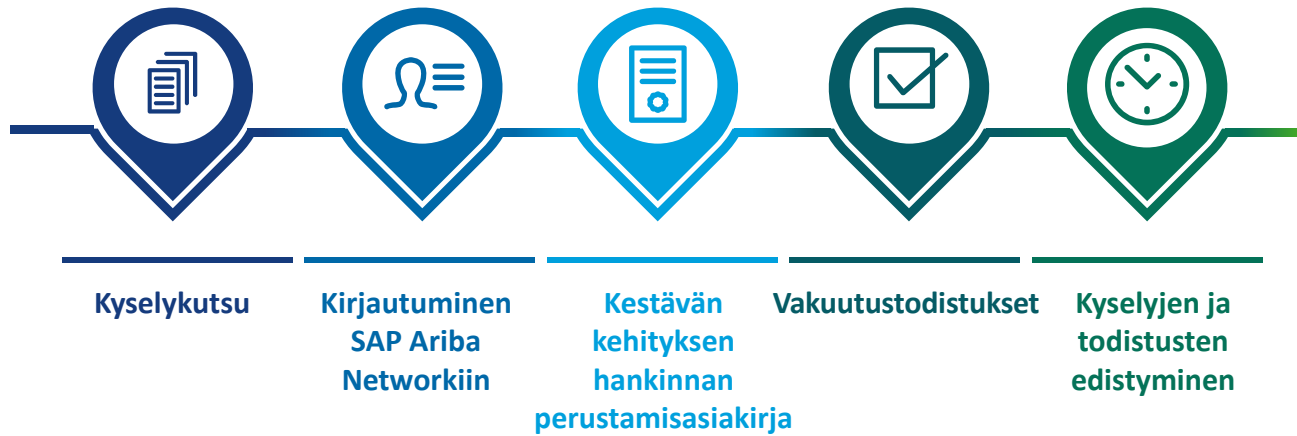 Kyselykutsu
Kirjautuminen
SAP Ariba
Networkiin
Kestävän
kehityksen
hankinnan
perustamisasiakirja
Vakuutustodistukset
Kyselyjen ja
todistusten
edistyminen